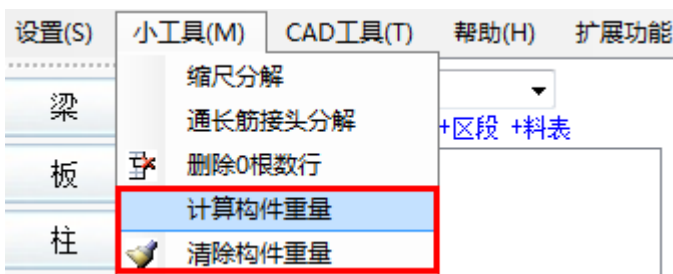 设置(S) 小工具(M) CAD工具(T) 帮助(H) 扩展功能
缩尺分解
梁
通长筋接头分解
+区段 +料表
板
删除0根数行
计算构件重量
柱
清除构件重量